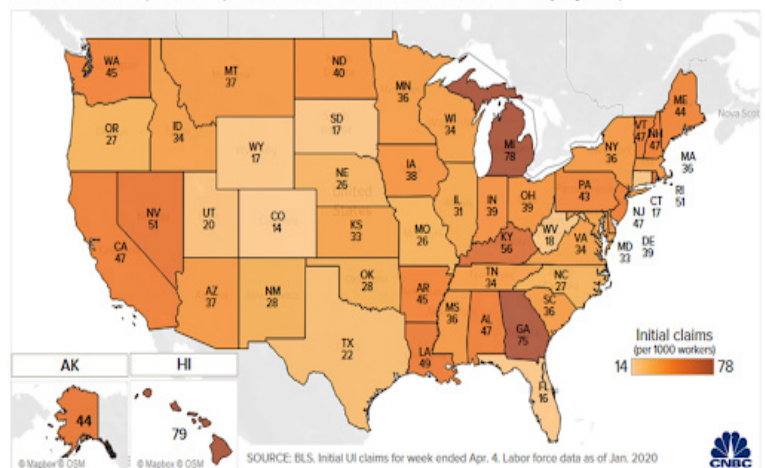 WA
45
MT
37
ND
40
MN
36
OR
27
ID
34
WY
17
SD
17
WI
34
MI
78
NY
36
VT
47
NH
47
ME
44
MA
36
RI
51
CT
17
NJ
47
DE
39
MD
33
PA
43
NV
51
UT
20
CO
14
NE
26
IA
38
IL
31
IN
39
OH
39
WV
18
VA
34
CA
47
KS
33
MO
26
KY
56
AZ
37
NM
28
OK
28
AR
45
TN
34
NC
27
SC
36
MS
36
AL
47
GA
75
TX
22
LA
49
FL
16
United
States
Nova Scot
Initial claims
(per 1000 workers)
14 78
AK
44
HI
79
© Mapbox © OSM
© Mapbox © OSM
SOURCE: BLS. Initial UI claims for week ended Apr. 4. Labor force data as of Jan. 2020
CNBC